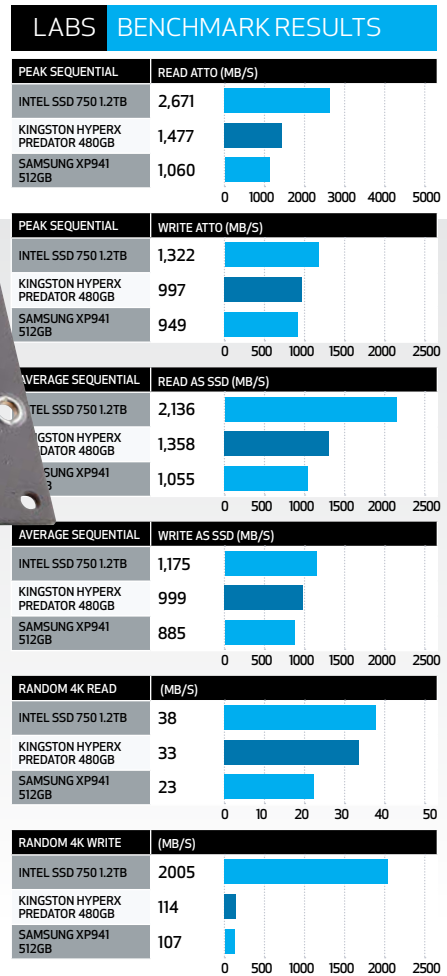 LABS BENCHMARK RESULTS
PEAK SEQUENTIAL READ ATTO (MB/S)
INTEL SSD 750 1.2TB 2,671
KINGSTON HYPERX
PREDATOR 480GB 1,477
SAMSUNG XP941
512GB 1,060
0 1000 2000 3000 4000 5000
PEAK SEQUENTIAL WRITE ATTO (MB/S)
INTEL SSD 750 1.2TB 1,322
KINGSTON HYPERX
PREDATOR 480GB 997
SAMSUNG XP941
512GB 949
0 500 1000 1500 2000 2500
AVERAGE SEQUENTIAL READ AS SSD (MB/S)
SSD 750 1.2TB 2,136
480GB 1,358
XP941
1,055
0 500 1000 1500 2000 2500
AVERAGE SEQUENTIAL WRITE AS SSD (MB/S)
INTEL SSD 750 1.2TB 1,175
KINGSTON HYPERX
PREDATOR 480GB 999
SAMSUNG XP941
512GB 885
0 500 1000 1500 2000 2500
RANDOM 4K READ (MB/S)
INTEL SSD 750 1.2TB 38
KINGSTON HYPERX
PREDATOR 480GB 33
SAMSUNG XP941
512GB 23
0 10 20 30 40 50
RANDOM 4K WRITE (MB/S)
INTEL SSD 750 1.2TB 2005
KINGSTON HYPERX
PREDATOR 480GB 114
SAMSUNG XP941
512GB 107
0 500 1000 1500 2000 2500